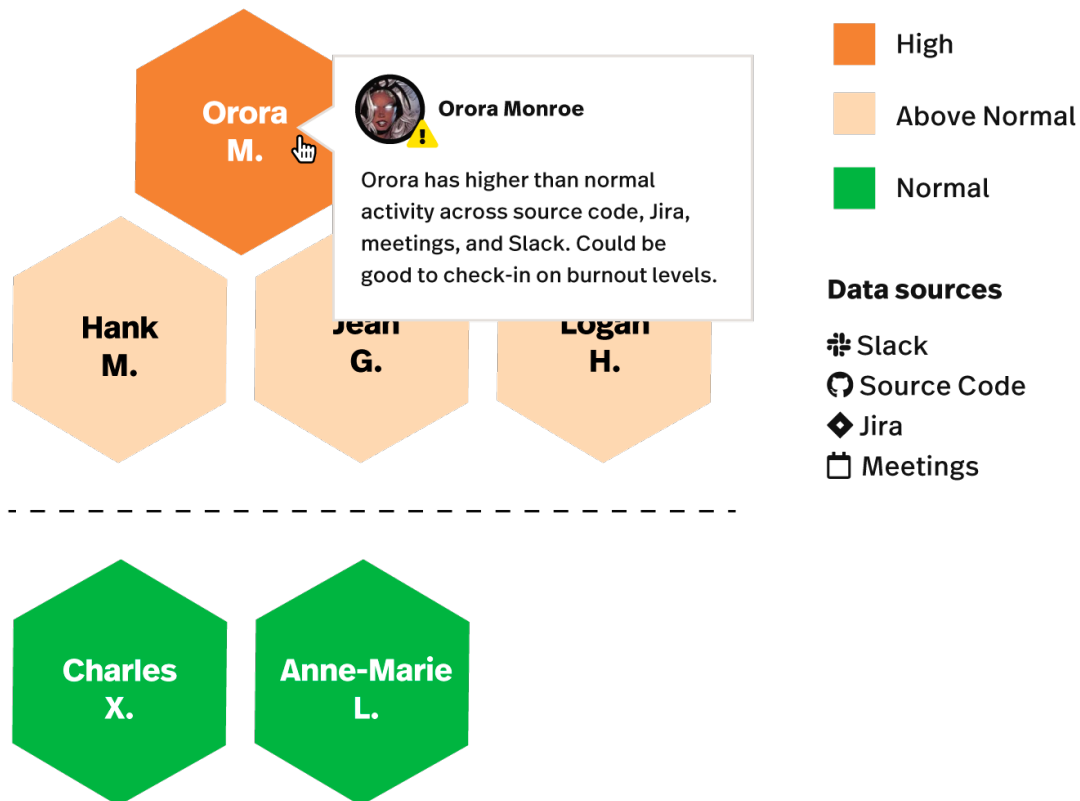 Orora
M.
Orora Monroe
!
Orora has higher than normal
activity across source code, Jira,
meetings, and Slack. Could be
good to check-in on burnout levels.
Hank
M.
Jean
G.
Logan
H.
Charles
X.
Anne-Marie
L.
High
Above Normal
Normal
Data sources
Slack
Source Code
Jira
Meetings